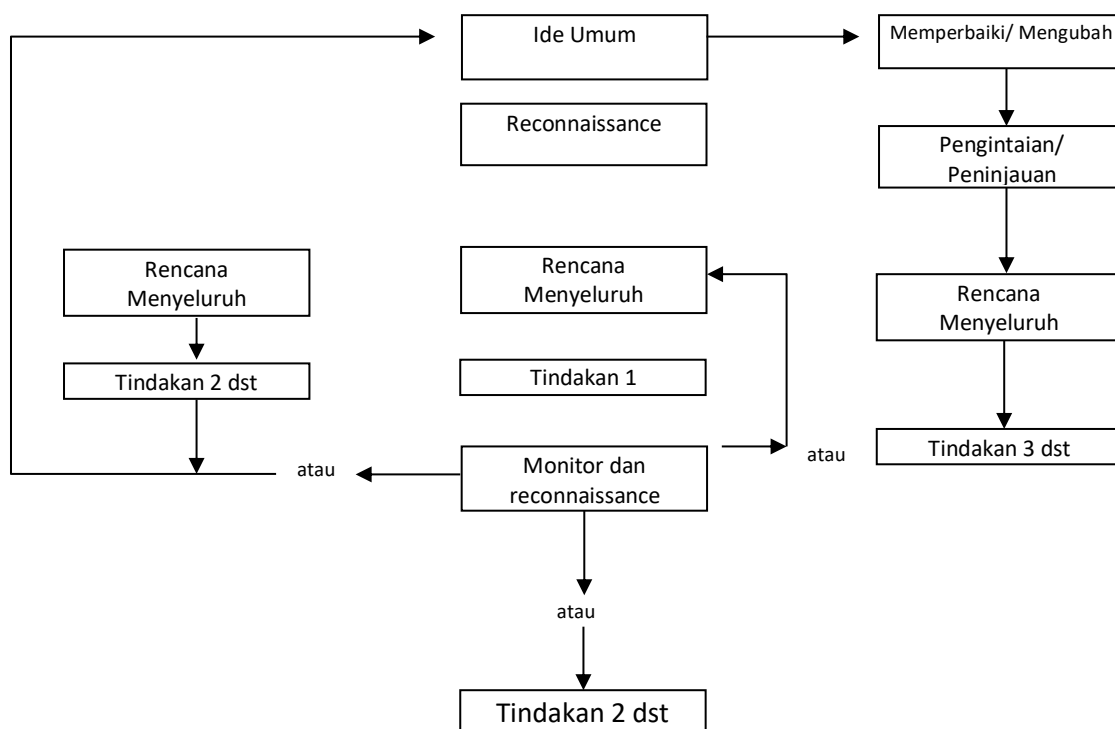 Ide Umum
Memperbaiki/ Mengubah
Reconnaissance
Pengintaian/
Peninjauan
Rencana
Menyeluruh
Rencana
Menyeluruh
Rencana
Menyeluruh
Tindakan 2 dst
Tindakan 1
Tindakan 3 dst
atau
Monitor dan
reconnaissance
atau
atau
Tindakan 2 dst